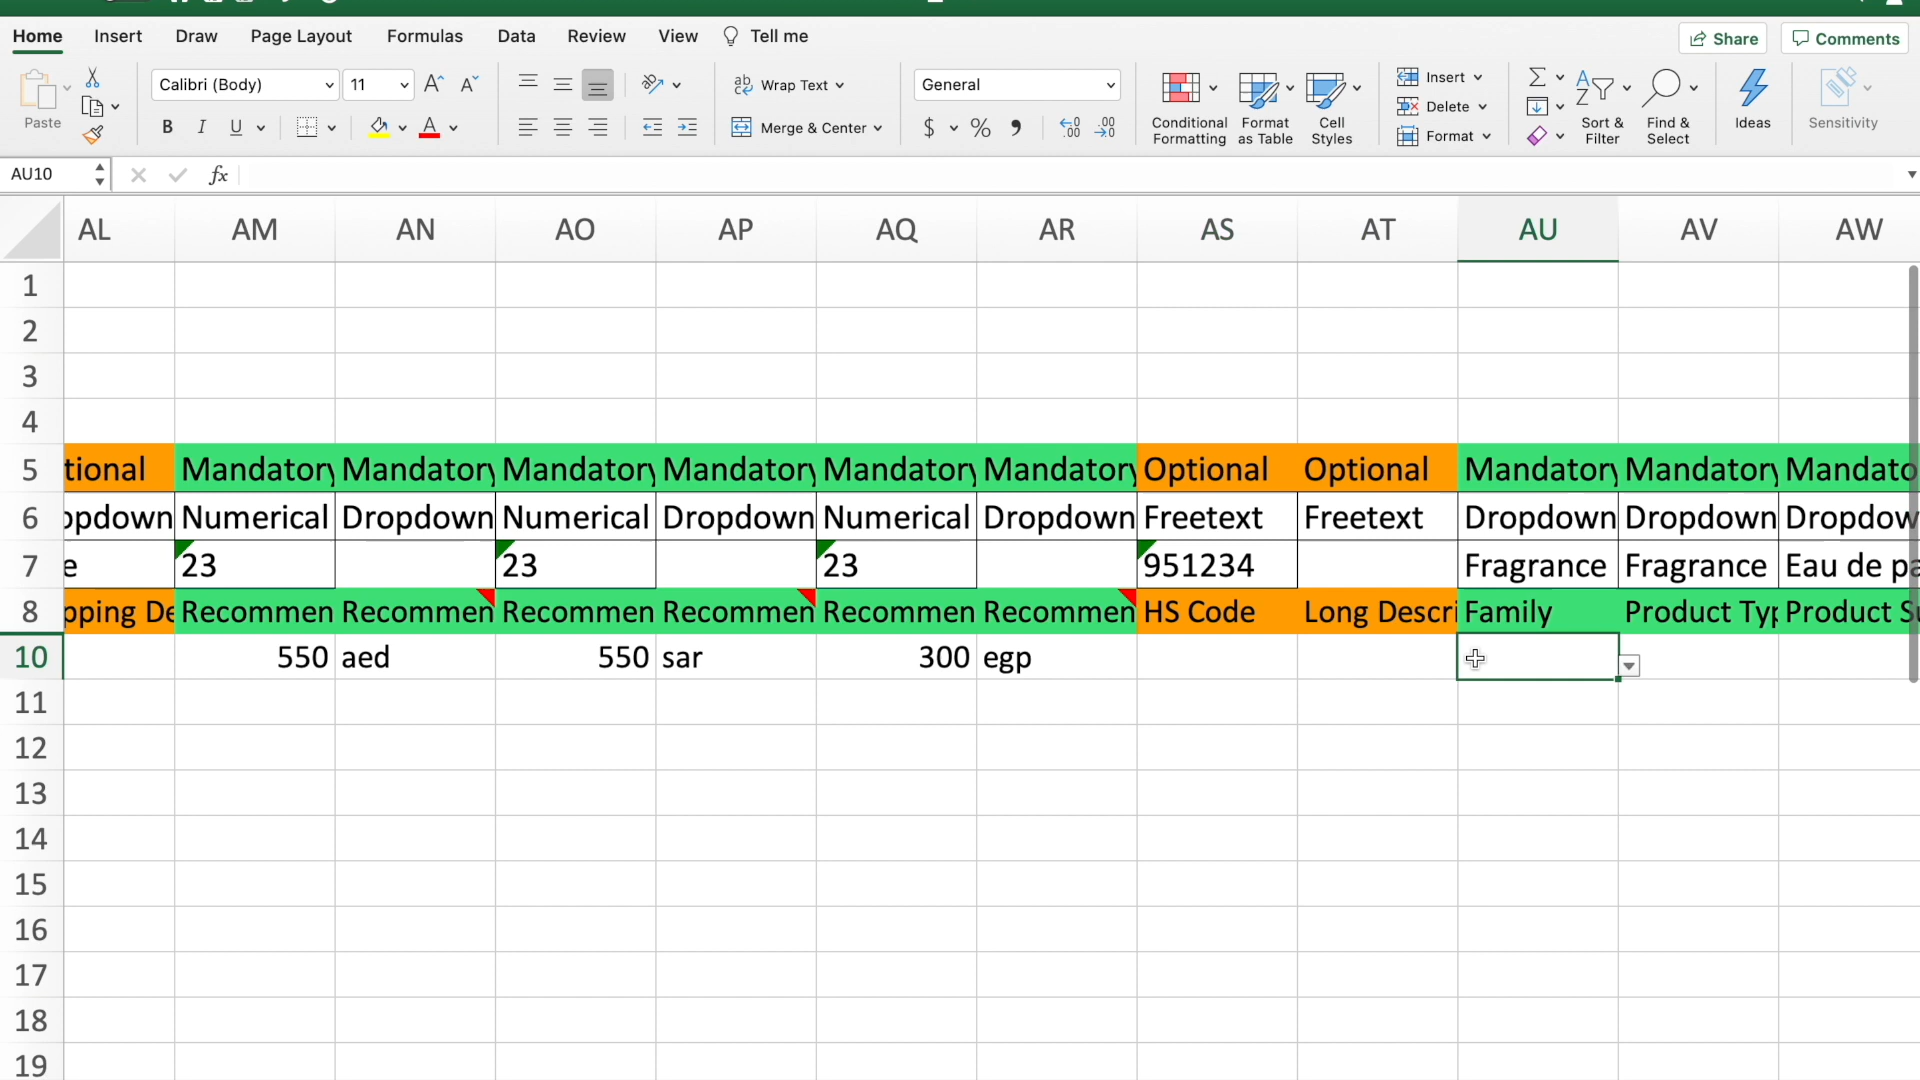 Home Insert Draw Page Layout Formulas Data Review View Tell me Share Comments
Paste Calibri (Body) 11 ab Wrap Text General Insert
B I U A Merge & Center $ % Conditional Formatting Format as Table Cell Styles Delete Format Sort & Filter Find & Select Ideas Sensitivity
AU10 fx
AL AM AN AO AP AQ AR AS AT AU AV AW
1
2
3
4
5 tional Mandatory Mandatory Mandatory Mandatory Mandatory Mandatory Optional Optional Mandatory Mandatory Mandato
6 opdown Numerical Dropdown Numerical Dropdown Numerical Dropdown Freetext Freetext Dropdown Dropdown Dropdow
7 e 23 23 23 951234 Fragrance Fragrance Eau de pa
8 pping De Recommen Recommen Recommen Recommen Recommen Recommen HS Code Long Descri Family Product Typ Product Su
10 550 aed 550 sar 300 egp
11
12
13
14
15
16
17
18
19